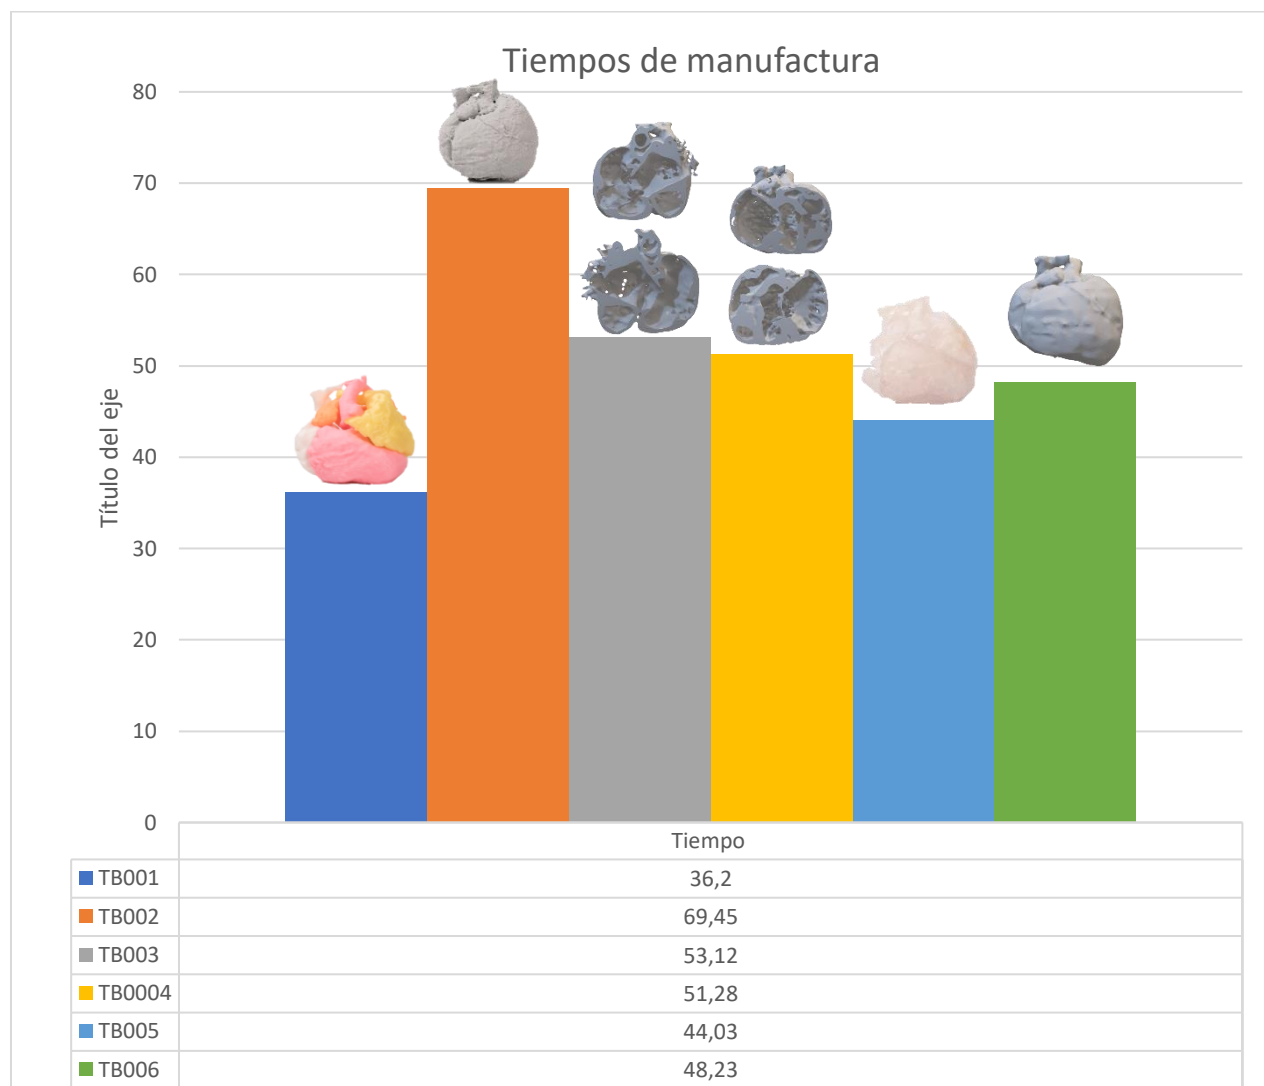 Tiempos de manufactura
80
70
60
50
40
30
20
10
0
Título del eje
Tiempo
TB001 36,2
TB002 69,45
TB003 53,12
TB0004 51,28
TB005 44,03
TB006 48,23